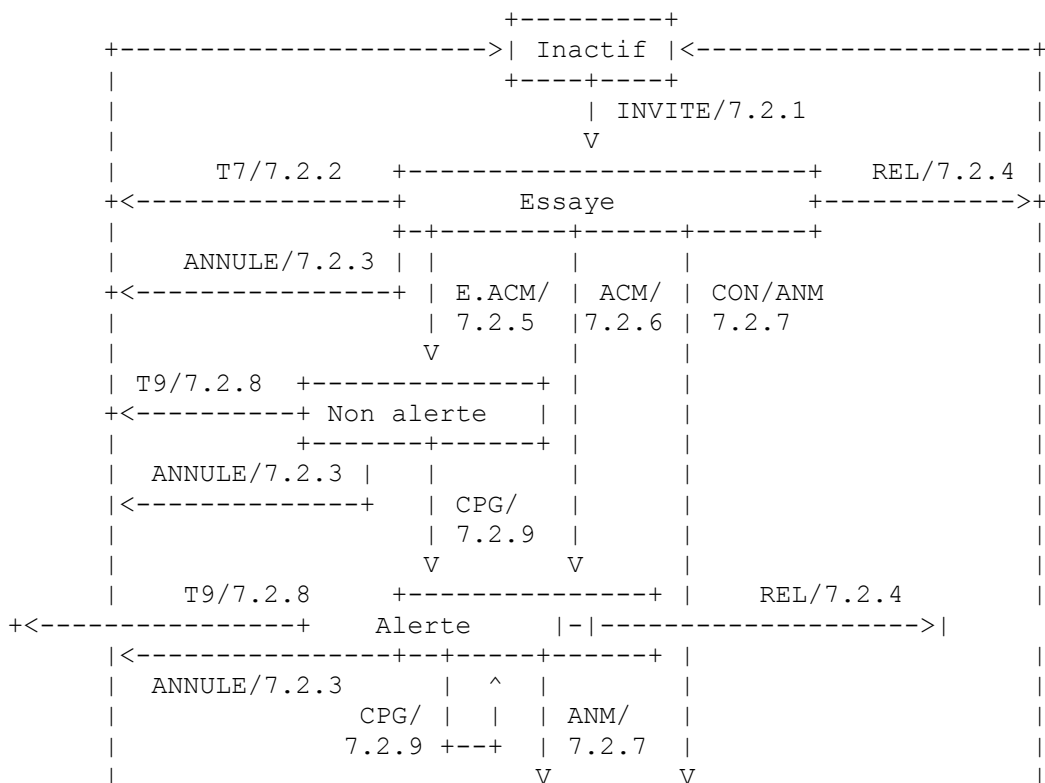 Inactif
INVITE/7.2.1
T7/7.2.2 REL/7.2.4
Essaye
ANNULE/7.2.3
E.ACM/ ACM/ CON/ANM
7.2.5 7.2.6 7.2.7
T9/7.2.8
Non alerte
ANNULE/7.2.3
CPG/
7.2.9
T9/7.2.8 REL/7.2.4
Alerte
ANNULE/7.2.3
CPG/ ANM/
7.2.9 7.2.7